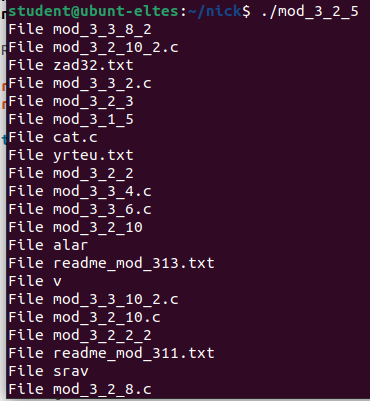 student@ubunt-eltes:~/nick$ ./mod_3_2_5
File mod_3_3_8_2
File mod_3_2_10_2.c
File zad32.txt
File mod_3_3_2.c
File mod_3_2_3
File mod_3_1_5
File cat.c
File yrteu.txt
File mod_3_2_2
File mod_3_3_4.c
File mod_3_3_6.c
File mod_3_2_10
File alar
File readme_mod_313.txt
File v
File mod_3_3_10_2.c
File mod_3_2_10.c
File mod_3_2_2_2
File readme_mod_311.txt
File srav
File mod_3_2_8.c